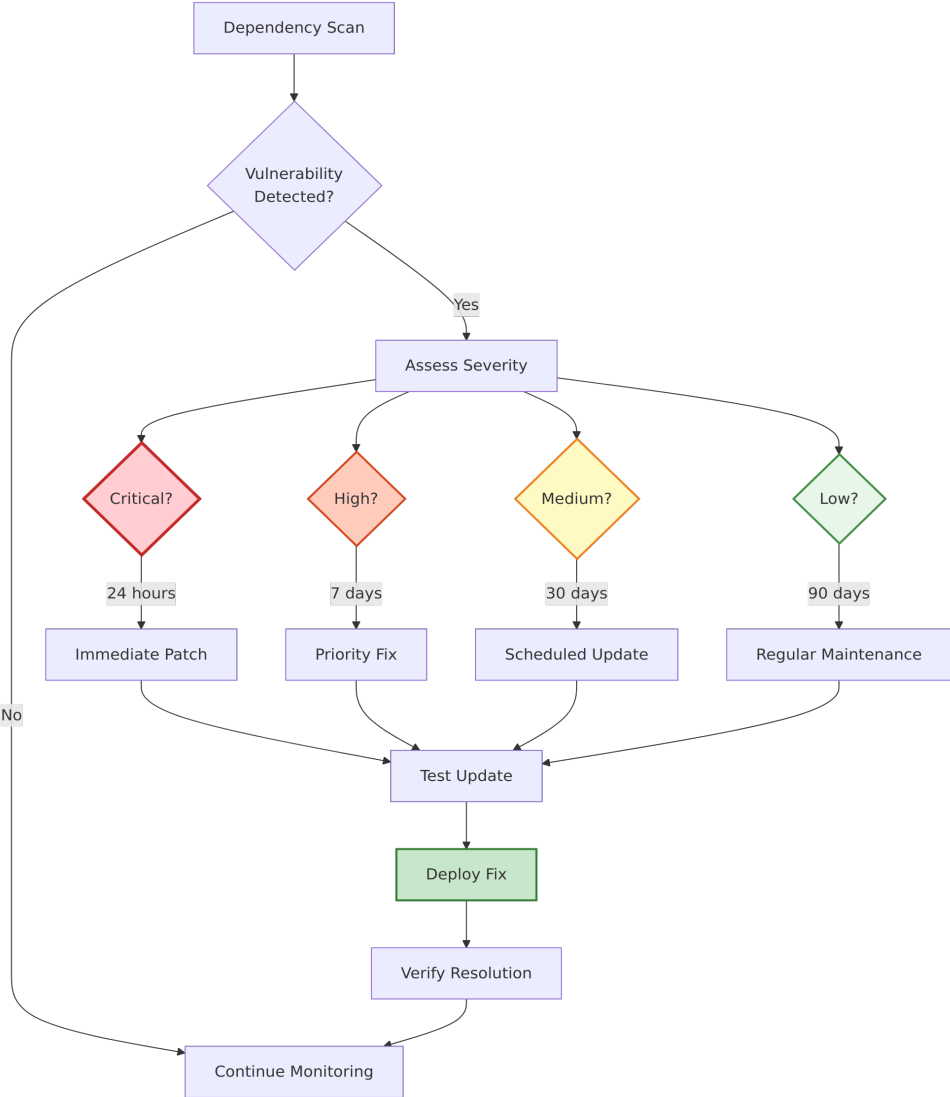 Dependency Scan
Vulnerability
Detected?
Yes
Assess Severity
Critical?
High?
Medium?
Low?
24 hours
7 days
30 days
90 days
Immediate Patch
Priority Fix
Scheduled Update
Regular Maintenance
No
Test Update
Deploy Fix
Verify Resolution
Continue Monitoring